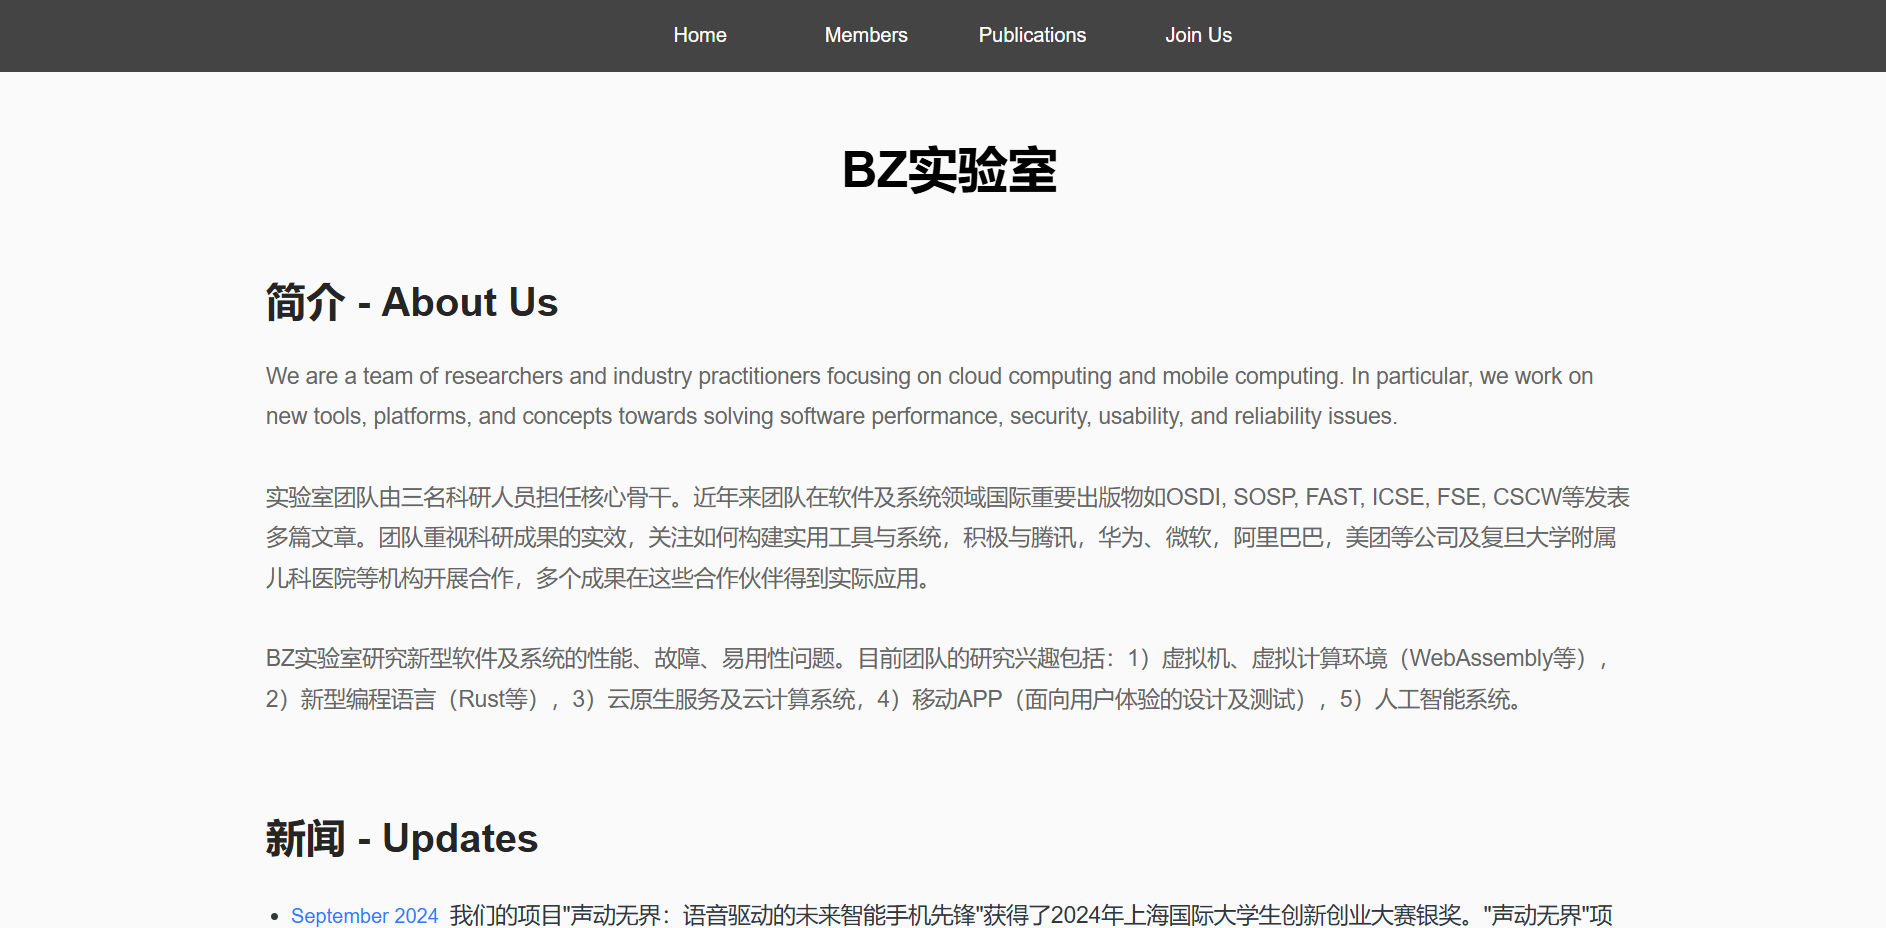 Home Members Publications Join Us
BZ实验室
简介 - About Us
We are a team of researchers and industry practitioners focusing on cloud computing and mobile computing. In particular, we work on
new tools, platforms, and concepts towards solving software performance, security, usability, and reliability issues.
实验室团队由三名科研人员担任核心骨干。近年来团队在软件及系统领域国际重要出版物如OSDI, SOSP, FAST, ICSE, FSE, CSCW等发表
多篇文章。团队重视科研成果的实效，关注如何构建实用工具与系统，积极与腾讯，华为、微软，阿里巴巴，美团等公司及复旦大学附属
儿科医院等机构开展合作，多个成果在这些合作伙伴得到实际应用。
BZ实验室研究新型软件及系统的性能、故障、易用性问题。目前团队的研究兴趣包括：1）虚拟机、虚拟计算环境（WebAssembly等），
2）新型编程语言（Rust等），3）云原生服务及云计算系统，4）移动APP（面向用户体验的设计及测试），5）人工智能系统。
新闻 - Updates
• September 2024 我们的项目"声动无界：语音驱动的未来智能手机先锋"获得了2024年上海国际大学生创新创业大赛银奖。"声动无界"项